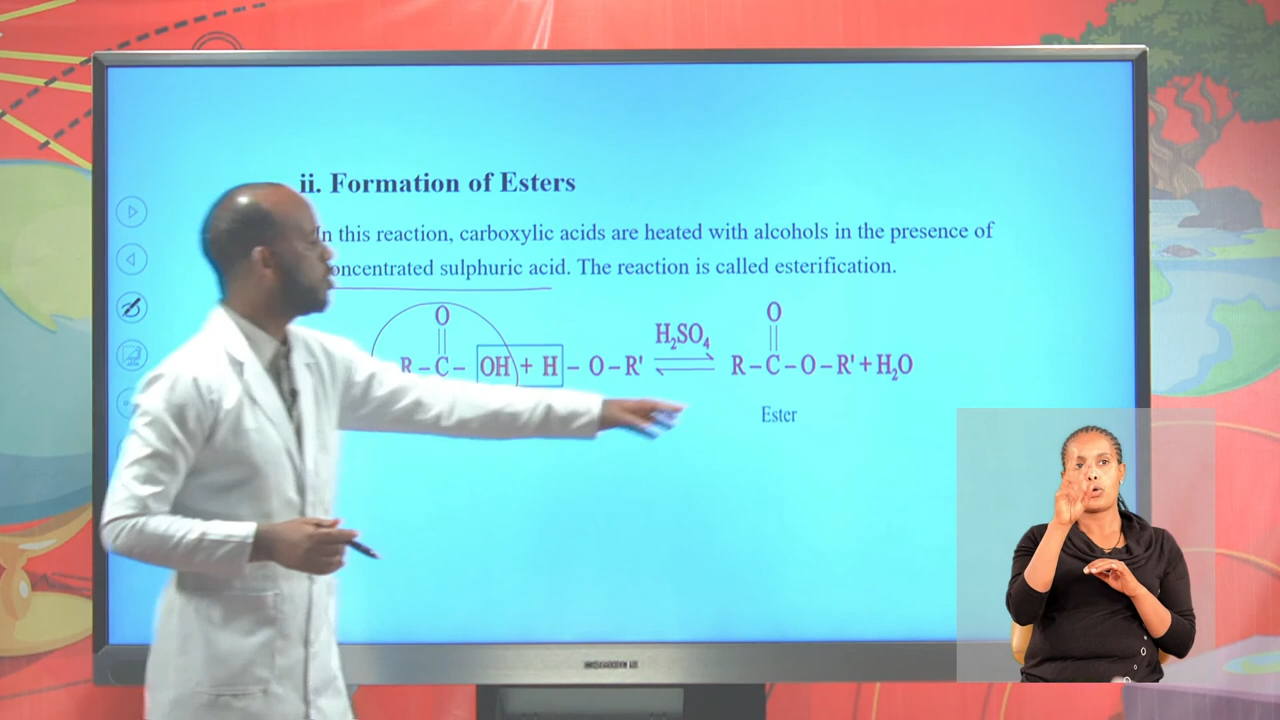 ii. Formation of Esters
In this reaction, carboxylic acids are heated with alcohols in the presence of
oncentrated sulphuric acid. The reaction is called esterification.
O O
R – C – OH + H – O – R' H₂SO₄ ⇌ R – C – O – R' + H₂O
Ester